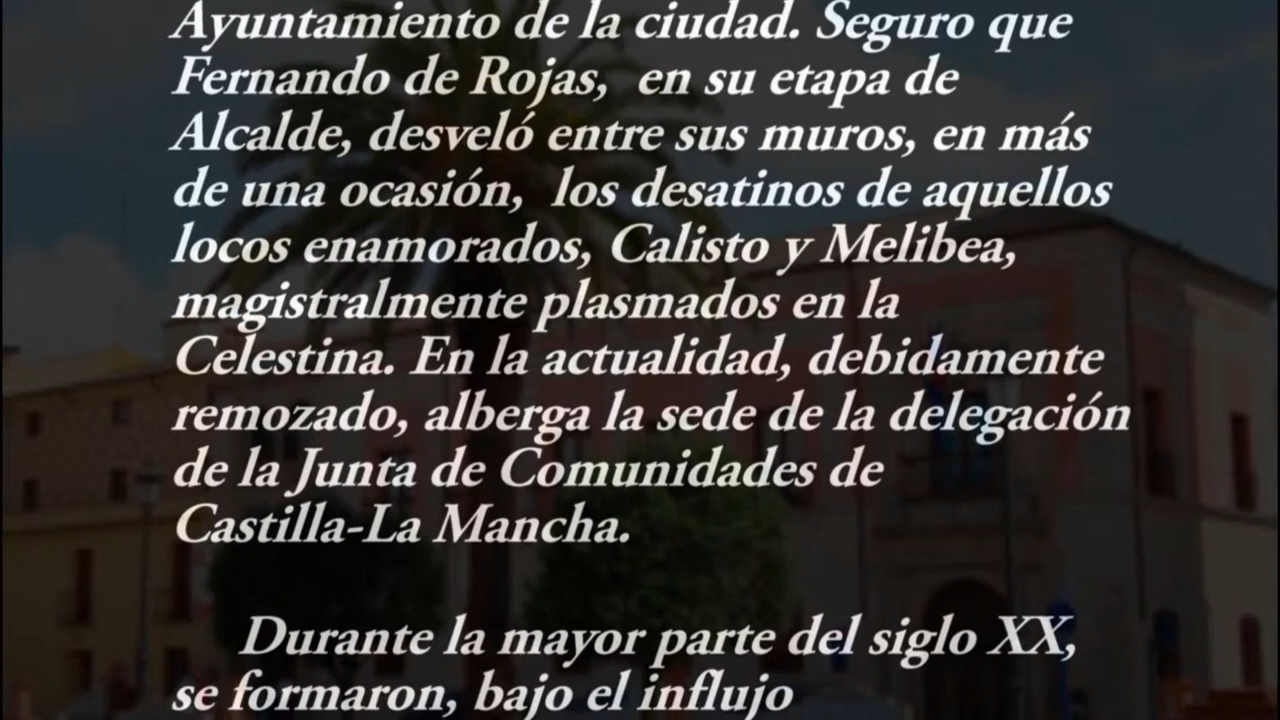 Ayuntamiento de la ciudad. Seguro que
Fernando de Rojas, en su etapa de
Alcalde, desveló entre sus muros, en más
de una ocasión, los desatinos de aquellos
locos enamorados, Calisto y Melibea,
magistralmente plasmados en la
Celestina. En la actualidad, debidamente
remozado, alberga la sede de la delegación
de la Junta de Comunidades de
Castilla-La Mancha.
Durante la mayor parte del siglo XX,
se formaron, bajo el influjo